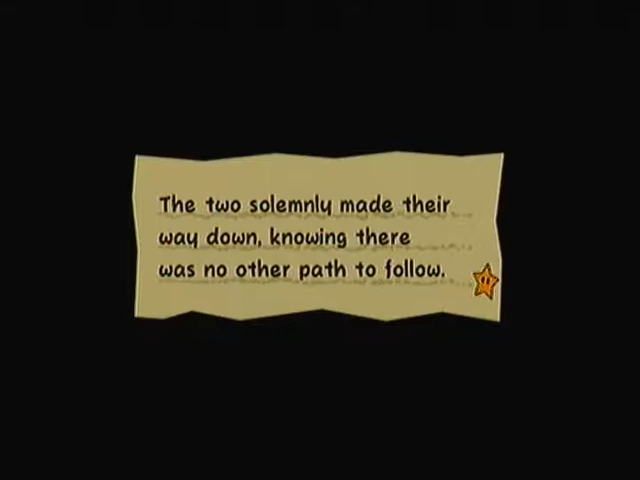 The two solemnly made their
way down, knowing there
was no other path to follow.